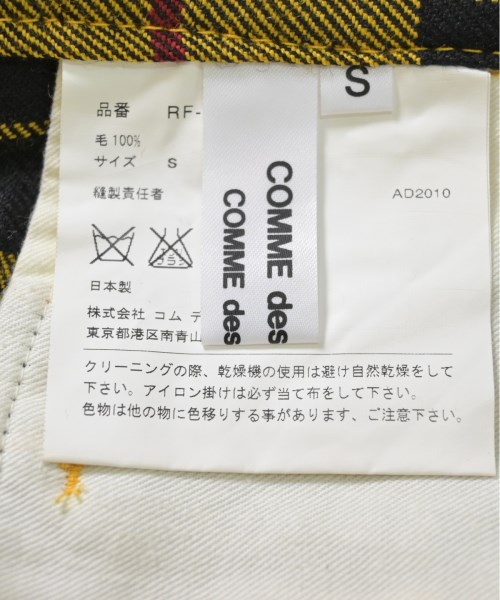 S
品番 RF-
毛 100%
サイズ S
縫製責任者
AD2010
COMME des
COMME des
日本製
株式会社 コム デ
東京都港区南青山
クリーニングの際、乾燥機の使用は避け自然乾燥をして
下さい。アイロン掛けは必ず当て布をして下さい。
色物は他の物に色移りする事があります、ご注意下さい。